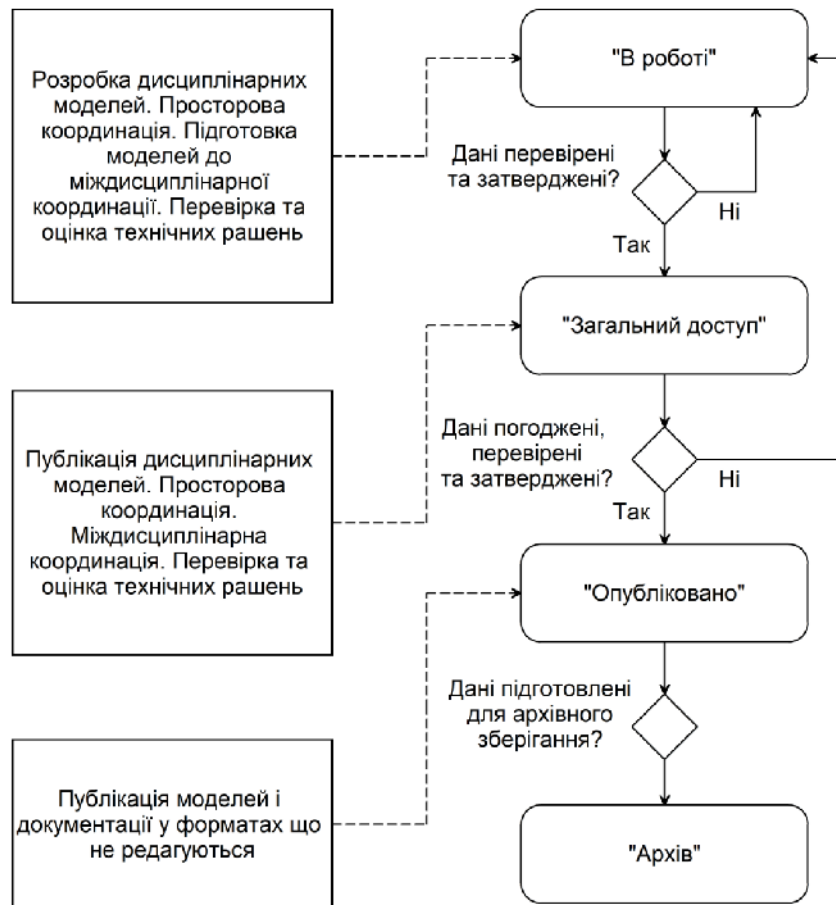 Розробка дисциплінарних
моделей. Просторова
координація. Підготовка
моделей до
міждисциплінарної
координації. Перевірка та
оцінка технічних рашень
"В роботі"
Дані перевірені
та затверджені?
Ні
Так
"Загальний доступ"
Публікація дисциплінарних
моделей. Просторова
координація.
Міждисциплінарна
координація. Перевірка та
оцінка технічних рашень
Дані погоджені,
перевірені
та затверджені?
Ні
Так
"Опубліковано"
Дані підготовлені
для архівного
зберігання?
Публікація моделей і
документації у форматах що
не редагуються
"Архів"